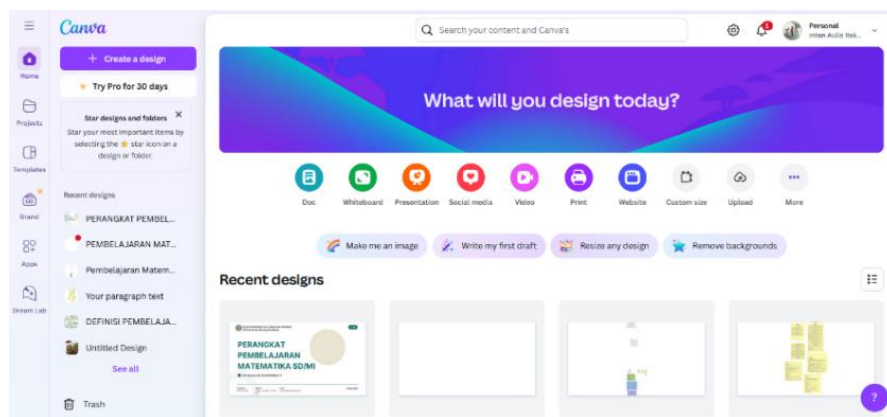 Canva
Search your content and Canva's
1
Personal
Home
Projects
Templates
Brand
Apps
Dream Lab
+ Create a design
Try Pro for 30 days
Star designs and folders
Star your most important items by
selecting the star icon on a
design or folder.
Recent designs
PERANGKAT PEMBEL...
PEMBELAJARAN MAT...
Pembelajaran Matem...
Your paragraph text
DEFINISI PEMBELAJA...
Untitled Design
See all
Trash
What will you design today?
Doc
Whiteboard
Presentation
Social media
Video
Print
Website
Custom size
Upload
More
Make me an image
Write my first draft
Resize any design
Remove backgrounds
Recent designs
PERANGKAT
PEMBELAJARAN
MATEMATIKA SD/MI
?